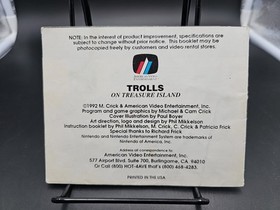 NOTE: In the interest of product improvement, specifications are
subject to change without prior notice. This booklet may be
photocopied freely by customers and video rental stores.
TROLLS
ON TREASURE ISLAND
©1992 M. Crick & American Video Entertainment, Inc.
Program and game graphics by Michael & Cam Crick
Cover illustration by Paul Boyer
Art direction, logo and design by Phil Mikkelson
Instruction booklet by Phil Mikkelson, M. Crick, C. Crick & Patricia Frick
Special thanks to Richard Frick
Nintendo and Nintendo Entertainment System are trademarks of
Nintendo of America, Inc.
Address all correspondence to:
American Video Entertainment, Inc.
577 Airport Blvd. Suite 700, Burlingame, CA 94010
Or Call (800) HOT-4AVE that's (800) 468-4283.
PRINTED IN THE USA